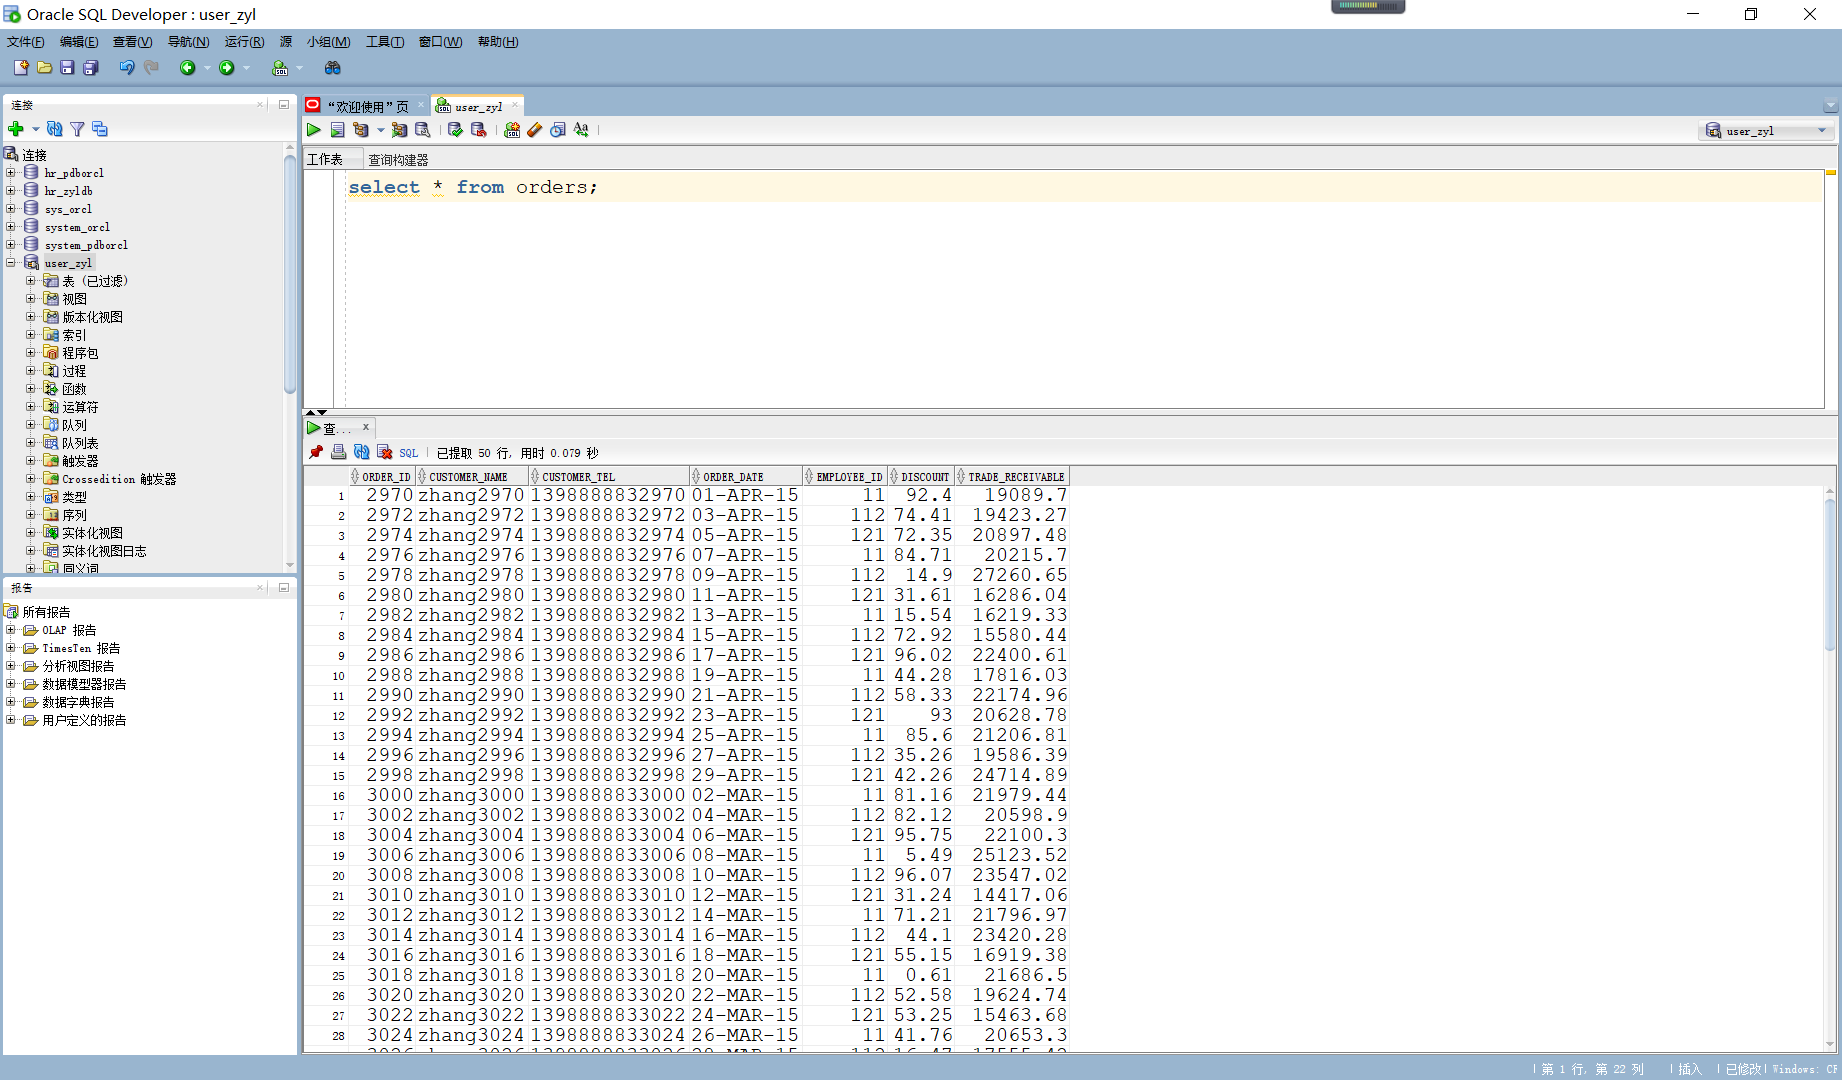 Oracle SQL Developer : user_zyl
文件(F) 编辑(E) 查看(V) 导航(N) 运行(R) 源 小组(M) 工具(T) 窗口(W) 帮助(H)
连接
连接
hr_pdborcl
hr_zyldb
sys_orcl
system_orcl
system_pdborcl
user_zyl
表 (已过滤)
视图
版本化视图
索引
程序包
过程
函数
运算符
队列
队列表
触发器
Crossedition 触发器
类型
序列
实体化视图
实体化视图日志
同义词
报告
所有报告
OLAP 报告
TimesTen 报告
分析视图报告
数据模型器报告
数据字典报告
用户定义的报告
“欢迎使用”页 user_zyl
user_zyl
工作表 查询构建器
select * from orders;
查...
SQL 已提取 50 行, 用时 0.079 秒
ORDER_ID CUSTOMER_NAME CUSTOMER_TEL ORDER_DATE EMPLOYEE_ID DISCOUNT TRADE_RECEIVABLE
1 2970 zhang2970 1398888832970 01-APR-15 11 92.4 19089.7
2 2972 zhang2972 1398888832972 03-APR-15 112 74.41 19423.27
3 2974 zhang2974 1398888832974 05-APR-15 121 72.35 20897.48
4 2976 zhang2976 1398888832976 07-APR-15 11 84.71 20215.7
5 2978 zhang2978 1398888832978 09-APR-15 112 14.9 27260.65
6 2980 zhang2980 1398888832980 11-APR-15 121 31.61 16286.04
7 2982 zhang2982 1398888832982 13-APR-15 11 15.54 16219.33
8 2984 zhang2984 1398888832984 15-APR-15 112 72.92 15580.44
9 2986 zhang2986 1398888832986 17-APR-15 121 96.02 22400.61
10 2988 zhang2988 1398888832988 19-APR-15 11 44.28 17816.03
11 2990 zhang2990 1398888832990 21-APR-15 112 58.33 22174.96
12 2992 zhang2992 1398888832992 23-APR-15 121 93 20628.78
13 2994 zhang2994 1398888832994 25-APR-15 11 85.6 21206.81
14 2996 zhang2996 1398888832996 27-APR-15 112 35.26 19586.39
15 2998 zhang2998 1398888832998 29-APR-15 121 42.26 24714.89
16 3000 zhang3000 1398888833000 02-MAR-15 11 81.16 21979.44
17 3002 zhang3002 1398888833002 04-MAR-15 112 82.12 20598.9
18 3004 zhang3004 1398888833004 06-MAR-15 121 95.75 22100.3
19 3006 zhang3006 1398888833006 08-MAR-15 11 5.49 25123.52
20 3008 zhang3008 1398888833008 10-MAR-15 112 96.07 23547.02
21 3010 zhang3010 1398888833010 12-MAR-15 121 31.24 14417.06
22 3012 zhang3012 1398888833012 14-MAR-15 11 71.21 21796.97
23 3014 zhang3014 1398888833014 16-MAR-15 112 44.1 23420.28
24 3016 zhang3016 1398888833016 18-MAR-15 121 55.15 16919.38
25 3018 zhang3018 1398888833018 20-MAR-15 11 0.61 21686.5
26 3020 zhang3020 1398888833020 22-MAR-15 112 52.58 19624.74
27 3022 zhang3022 1398888833022 24-MAR-15 121 53.25 15463.68
28 3024 zhang3024 1398888833024 26-MAR-15 11 41.76 20653.3
第 1 行, 第 22 列 插入 已修改 Windows: CF